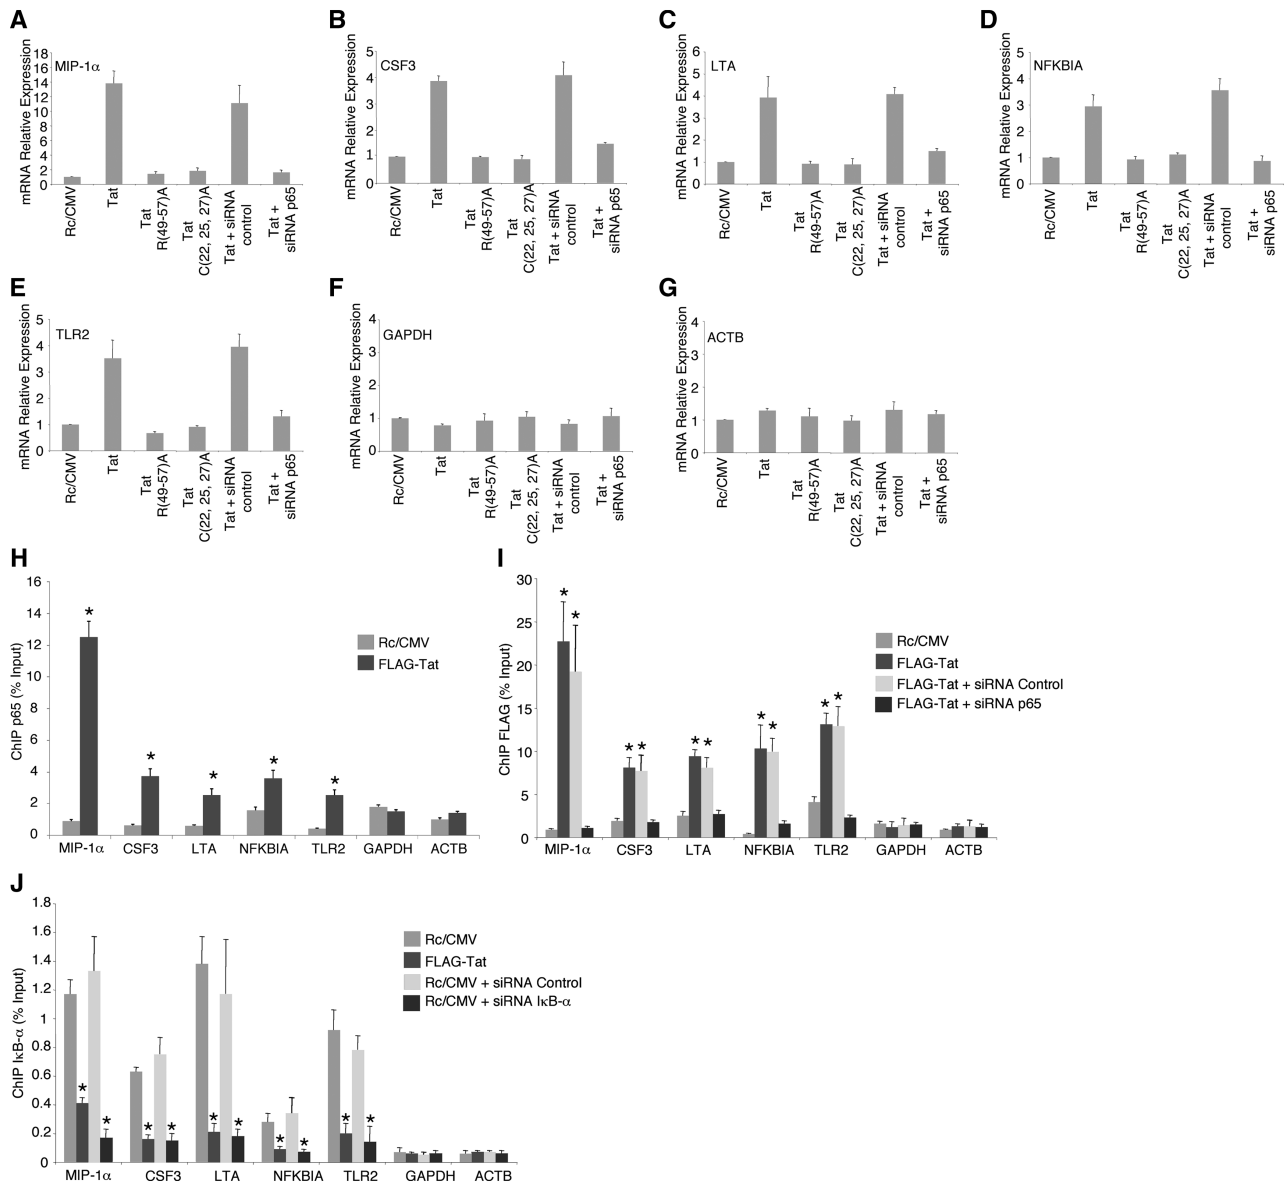 A
mRNA Relative Expression
MIP-1α
18
16
14
12
10
8
6
4
2
0
Rc/CMV
Tat
Tat
R(49-57)A
Tat
C(22, 25, 27)A
Tat + siRNA
control
Tat +
siRNA p65
B
mRNA Relative Expression
CSF3
5
4
3
2
1
0
Rc/CMV
Tat
Tat
R(49-57)A
Tat
C(22, 25, 27)A
Tat + siRNA
control
Tat +
siRNA p65
C
mRNA Relative Expression
LTA
6
5
4
3
2
1
0
Rc/CMV
Tat
Tat
R(49-57)A
Tat
C(22, 25, 27)A
Tat + siRNA
control
Tat +
siRNA p65
D
mRNA Relative Expression
NFKBIA
5
4
3
2
1
0
Rc/CMV
Tat
Tat
R(49-57)A
Tat
C(22, 25, 27)A
Tat + siRNA
control
Tat +
siRNA p65
E
mRNA Relative Expression
TLR2
5
4
3
2
1
0
Rc/CMV
Tat
Tat
R(49-57)A
Tat
C(22, 25, 27)A
Tat + siRNA
control
Tat +
siRNA p65
F
mRNA Relative Expression
GAPDH
4
3
2
1
0
Rc/CMV
Tat
Tat
R(49-57)A
Tat
C(22, 25, 27)A
Tat + siRNA
control
Tat +
siRNA p65
G
mRNA Relative Expression
ACTB
4
3
2
1
0
Rc/CMV
Tat
Tat
R(49-57)A
Tat
C(22, 25, 27)A
Tat + siRNA
control
Tat +
siRNA p65
H
ChIP p65 (% Input)
16
14
12
10
8
6
4
2
0
*
*
*
*
*
Rc/CMV
FLAG-Tat
MIP-1α CSF3 LTA NFKBIA TLR2 GAPDH ACTB
I
ChIP FLAG (% Input)
30
25
20
15
10
5
0
* *
* *
* *
* *
* *
Rc/CMV
FLAG-Tat
FLAG-Tat + siRNA Control
FLAG-Tat + siRNA p65
MIP-1α CSF3 LTA NFKBIA TLR2 GAPDH ACTB
J
ChIP IκB-α (% Input)
1.8
1.6
1.4
1.2
1
0.8
0.6
0.4
0.2
0
* *
* *
* *
* *
* *
Rc/CMV
FLAG-Tat
Rc/CMV + siRNA Control
Rc/CMV + siRNA IκB-α
MIP-1α CSF3 LTA NFKBIA TLR2 GAPDH ACTB